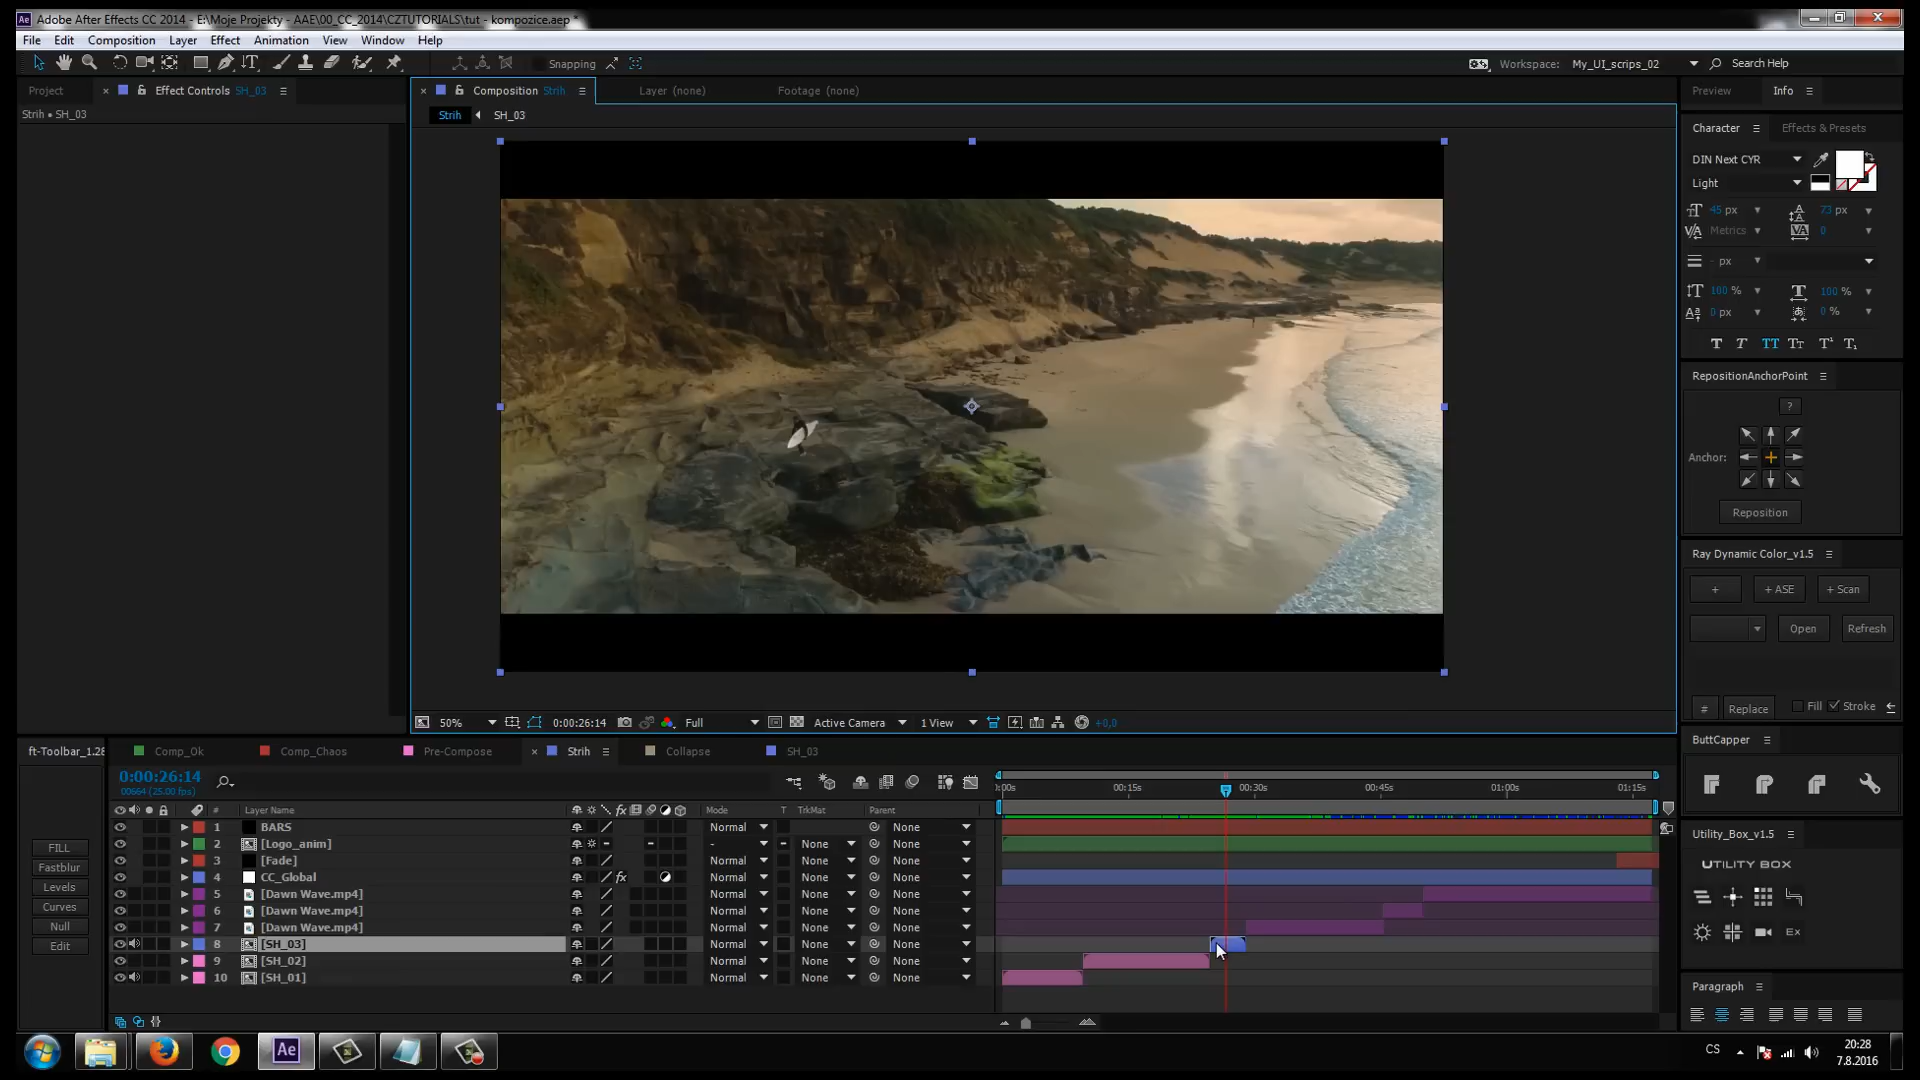 Adobe After Effects CC 2014 - E:\Moje Projekty - AAE\00_CC_2014\CZTUTORIALS\tut - kompozice.aep *
File Edit Composition Layer Effect Animation View Window Help
Snapping
Workspace: My_UI_scrips_02
Search Help
Project
Effect Controls SH_03
Composition Strih
Layer (none)
Footage (none)
Preview
Info
Strih • SH_03
Strih SH_03
Character
Effects & Presets
DIN Next CYR
Light
45 px 73 px
Metrics 0
- px
100 % 100 %
0 px 0 %
T T TT Tт T¹ T₁
RepositionAnchorPoint
?
Anchor:
Reposition
Ray Dynamic Color_v1.5
+ + ASE + Scan
Open Refresh
# Replace Fill Stroke
50% 0:00:26:14 Full Active Camera 1 View +0,0
ButtCapper
ft-Toolbar_1.28
Comp_Ok Comp_Chaos Pre-Compose Strih Collapse SH_03
0:00:26:14
00664 (25.00 fps)
:00s 00:15s 00:30s 00:45s 01:00s 01:15s
# Layer Name Mode T TrkMat Parent
1 BARS Normal None
2 [Logo_anim] - None None
3 [Fade] Normal None None
4 CC_Global Normal None None
5 [Dawn Wave.mp4] Normal None None
6 [Dawn Wave.mp4] Normal None None
7 [Dawn Wave.mp4] Normal None None
8 [SH_03] Normal None None
9 [SH_02] Normal None None
10 [SH_01] Normal None None
FILL
Fastblur
Levels
Curves
Null
Edit
Utility_Box_v1.5
UTILITY BOX
Ex
Paragraph
CS
20:28
7.8.2016